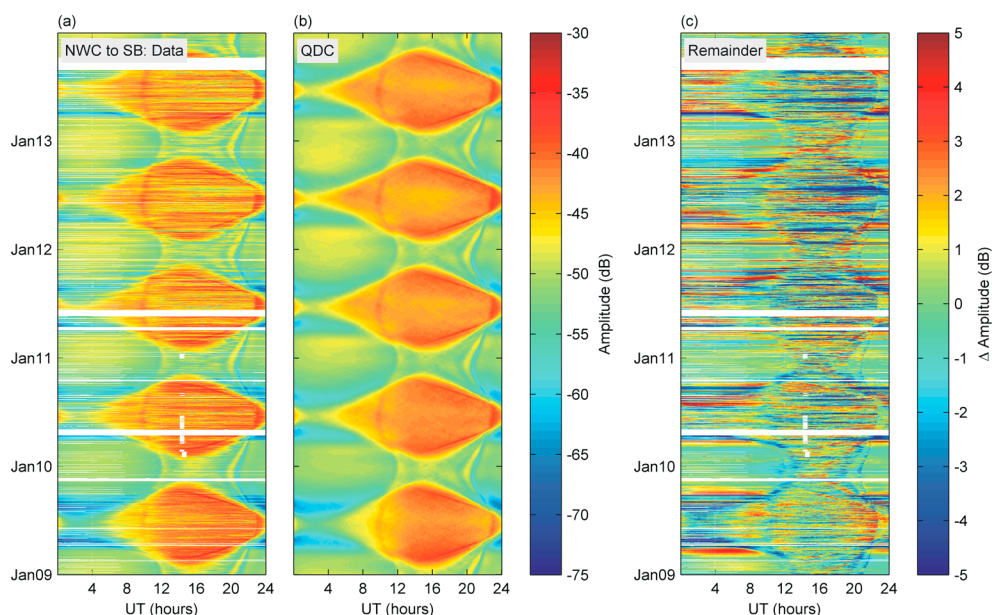 (a)
NWC to SB: Data
(b)
QDC
(c)
Remainder
Jan13
Jan12
Jan11
Jan10
Jan09
4 8 12 16 20 24
UT (hours)
4 8 12 16 20 24
UT (hours)
-30
-35
-40
-45
-50
-55
-60
-65
-70
-75
Amplitude (dB)
Jan13
Jan12
Jan11
Jan10
Jan09
4 8 12 16 20 24
UT (hours)
5
4
3
2
1
0
-1
-2
-3
-4
-5
Δ Amplitude (dB)